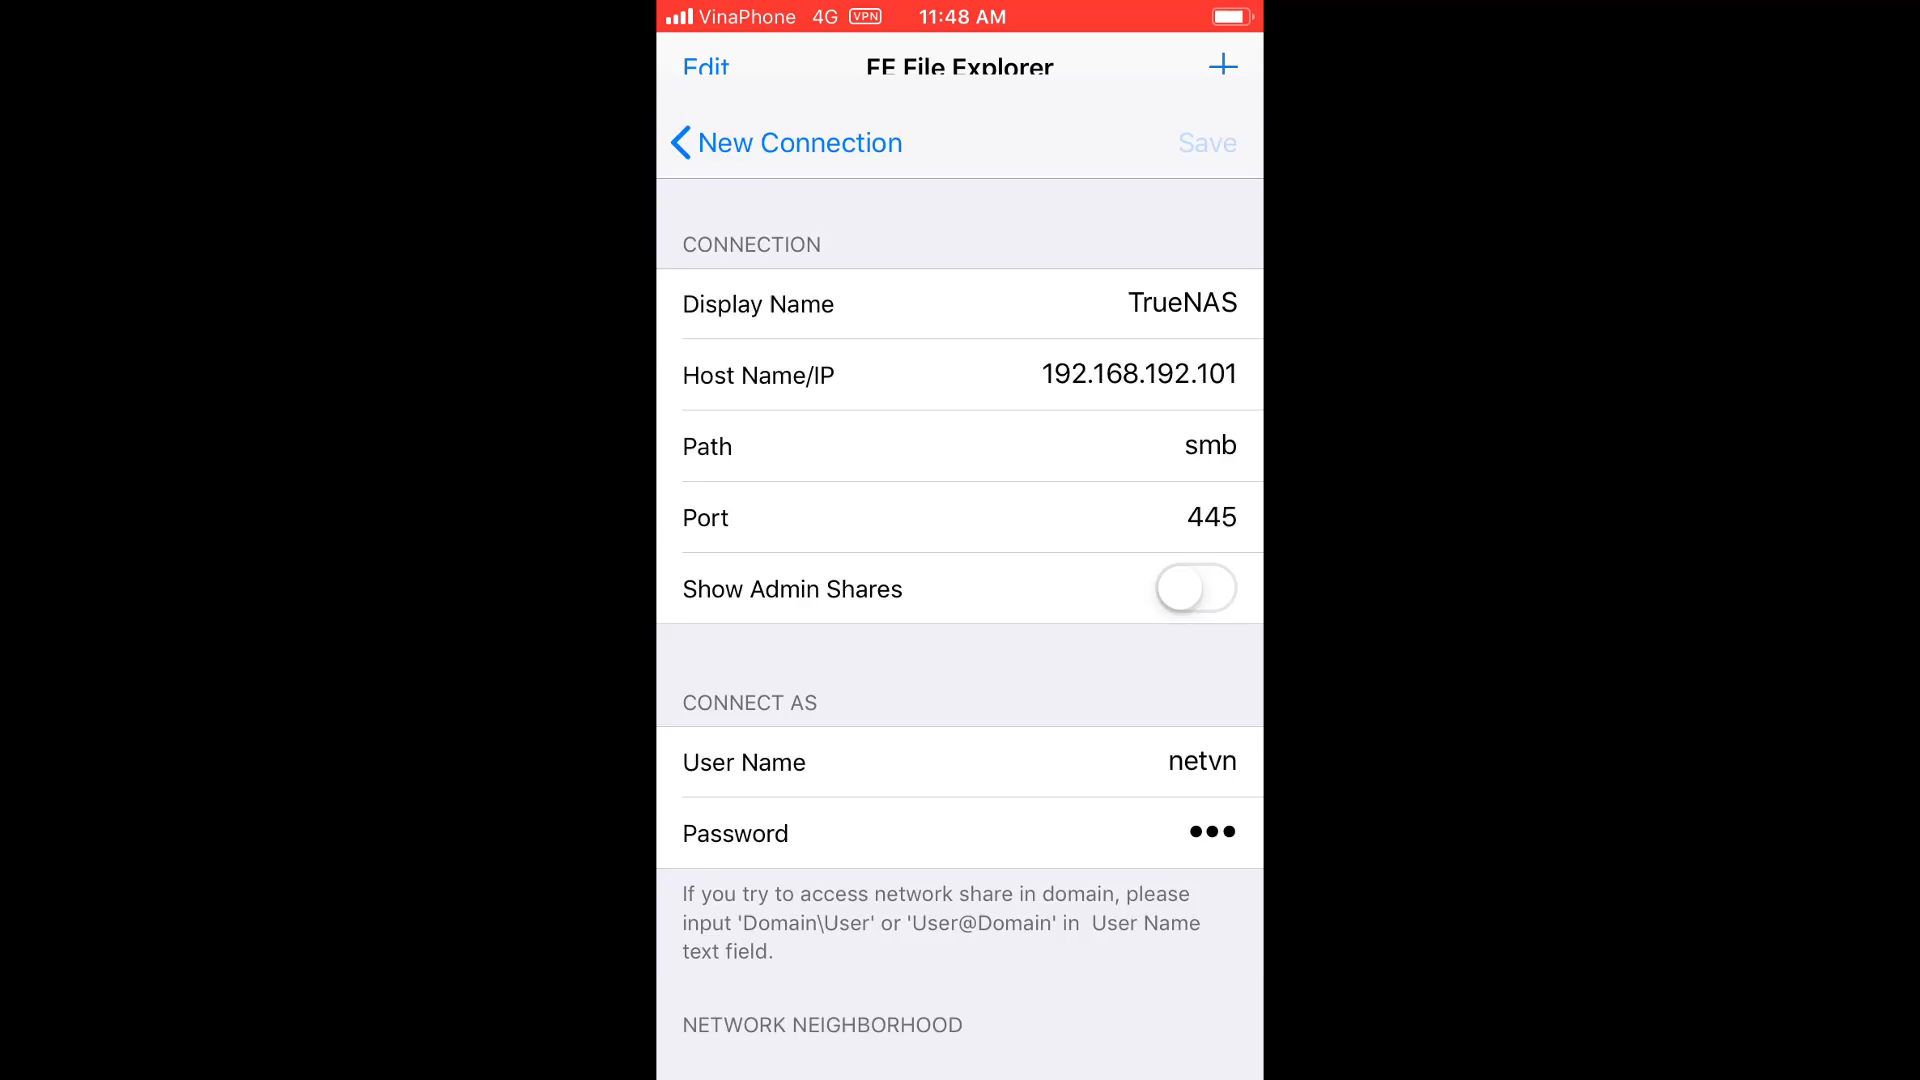 VinaPhone 4G VPN 11:48 AM
Edit FE File Explorer +
New Connection Save
CONNECTION
Display Name TrueNAS
Host Name/IP 192.168.192.101
Path smb
Port 445
Show Admin Shares
CONNECT AS
User Name netvn
Password •••
If you try to access network share in domain, please
input 'Domain\User' or 'User@Domain' in User Name
text field.
NETWORK NEIGHBORHOOD